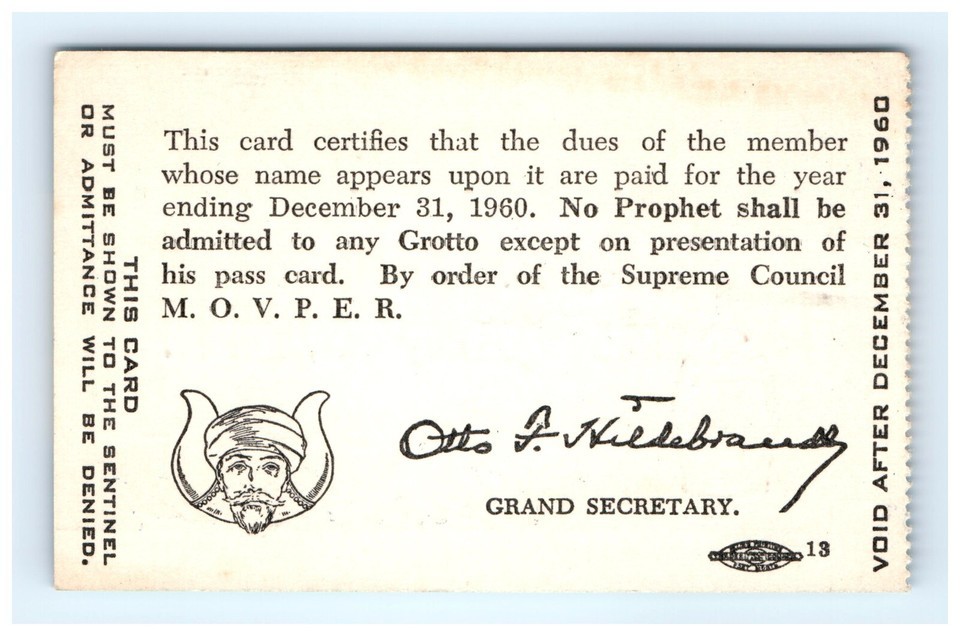 THIS CARD
MUST BE SHOWN TO THE SENTINEL
OR ADMITTANCE WILL BE DENIED.
This card certifies that the dues of the member
whose name appears upon it are paid for the year
ending December 31, 1960. No Prophet shall be
admitted to any Grotto except on presentation of
his pass card. By order of the Supreme Council
M. O. V. P. E. R.
Otto F. Hildebrandt
GRAND SECRETARY.
13
VOID AFTER DECEMBER 31, 1960